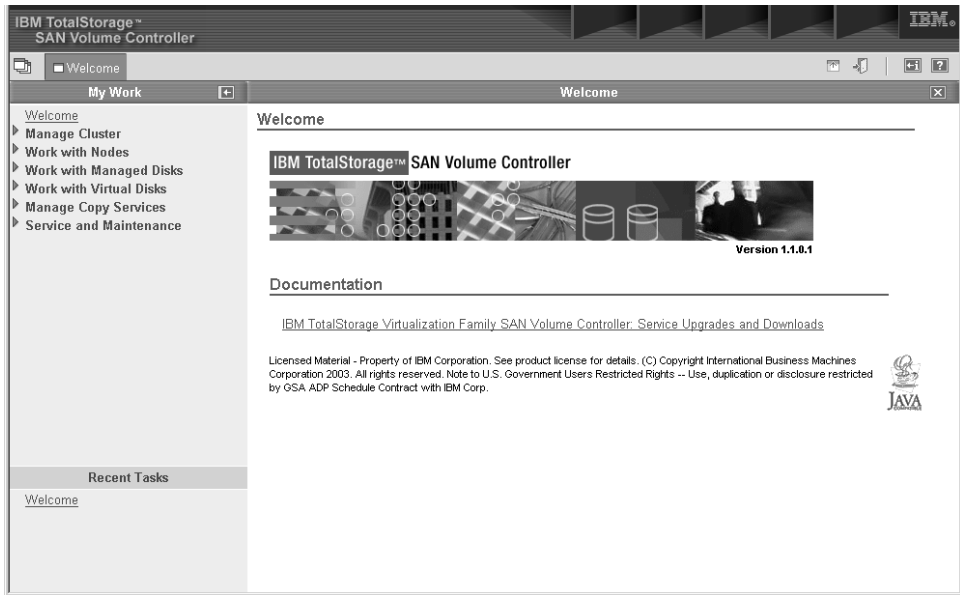 IBM TotalStorage™
SAN Volume Controller
IBM®
Welcome
My Work
Welcome
Welcome
Manage Cluster
Work with Nodes
Work with Managed Disks
Work with Virtual Disks
Manage Copy Services
Service and Maintenance
Recent Tasks
Welcome
Welcome
IBM TotalStorage™ SAN Volume Controller
Version 1.1.0.1
Documentation
IBM TotalStorage Virtualization Family SAN Volume Controller: Service Upgrades and Downloads
Licensed Material - Property of IBM Corporation. See product license for details. (C) Copyright International Business Machines
Corporation 2003. All rights reserved. Note to U.S. Government Users Restricted Rights -- Use, duplication or disclosure restricted
by GSA ADP Schedule Contract with IBM Corp.
JAVA
COMPATIBLE